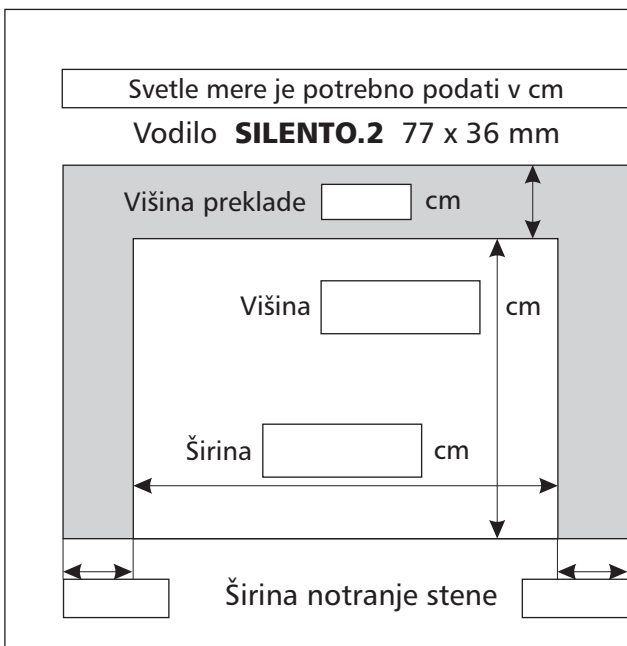 Svetle mere je potrebno podati v cm
Vodilo SILENTO.2 77 x 36 mm
Višina preklade cm
Višina cm
Širina cm
Širina notranje stene